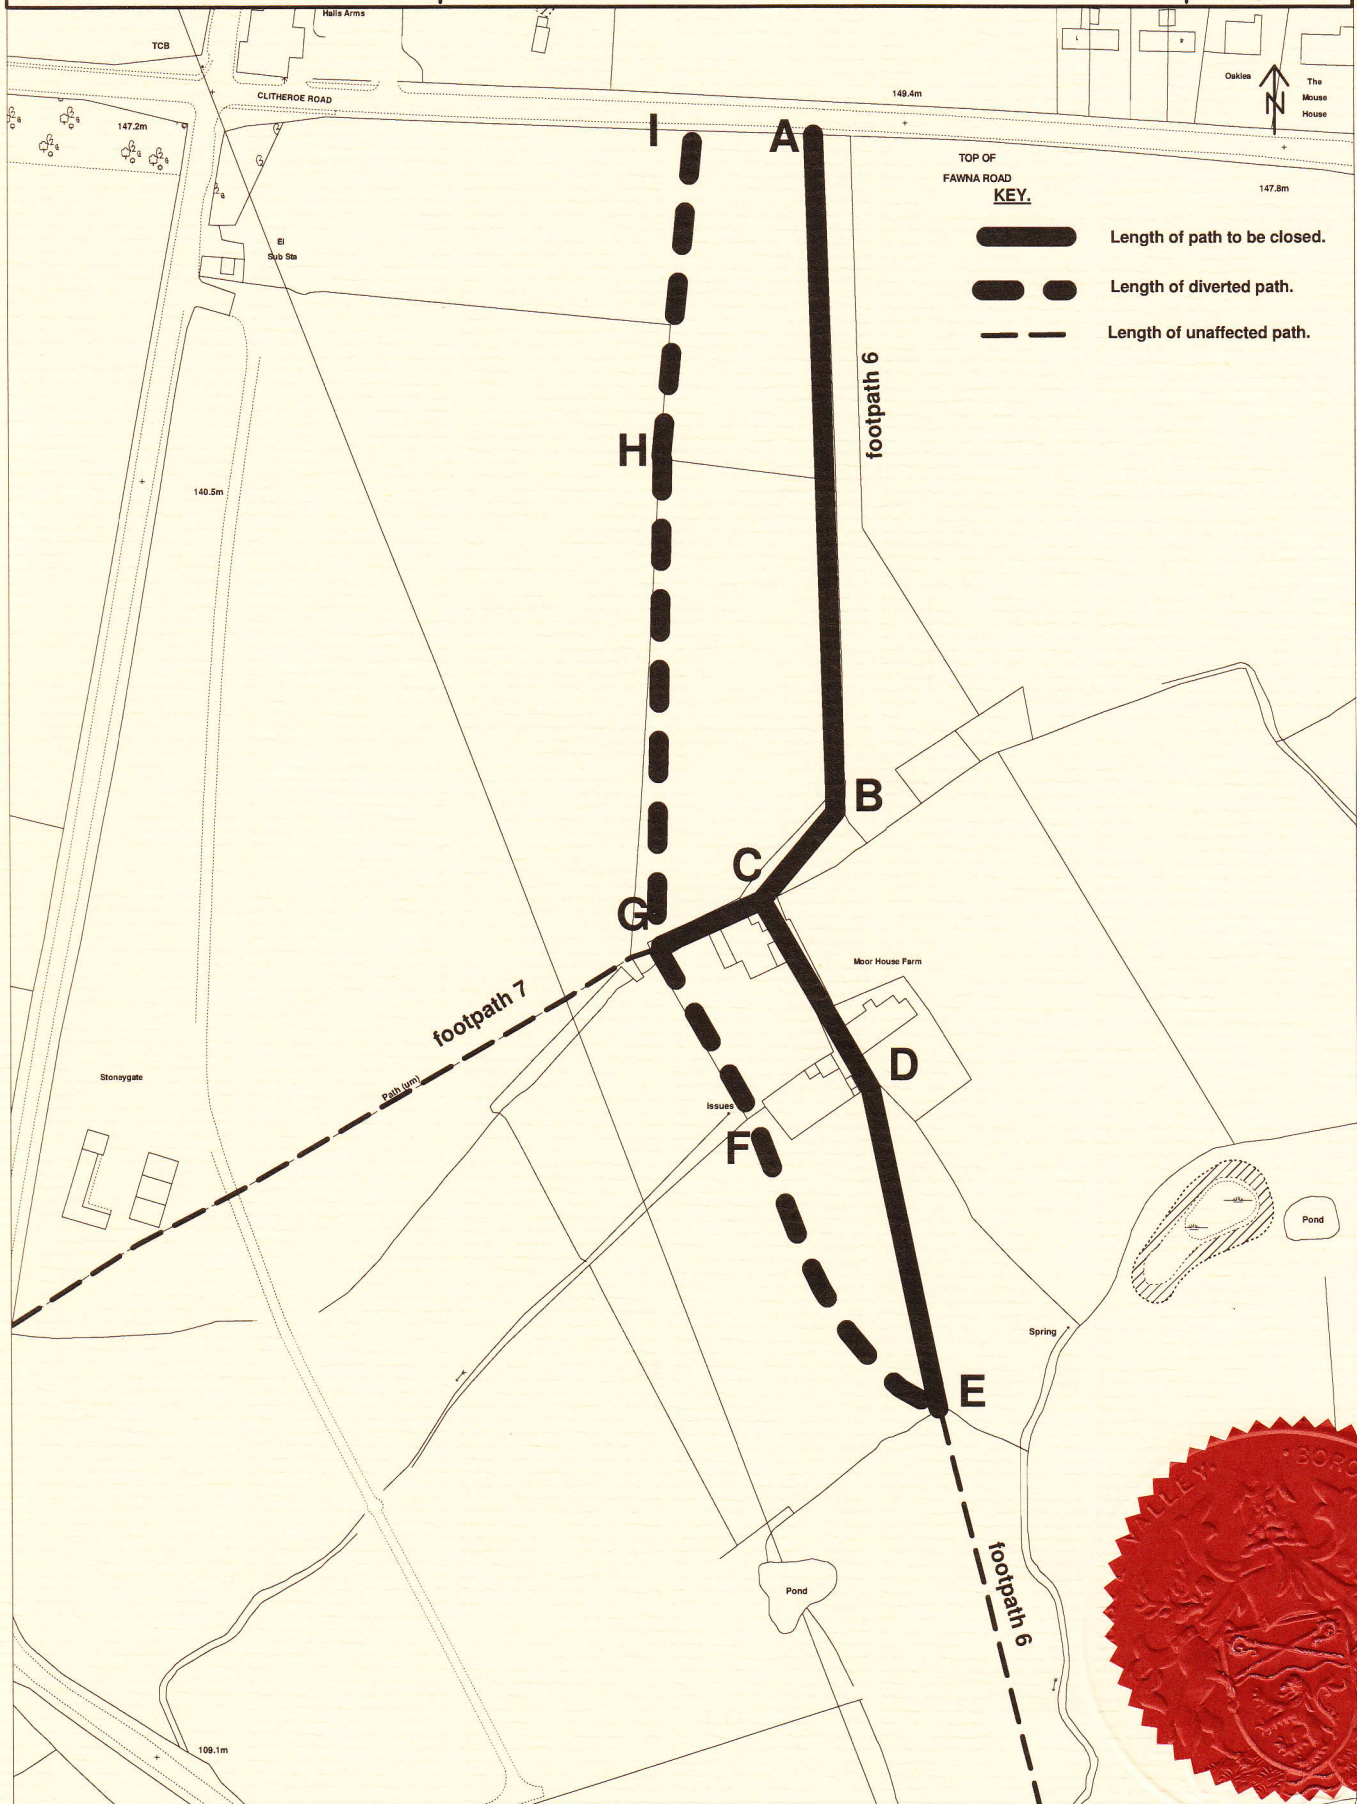 Halls Arms
TCB
CLITHEROE ROAD
149.4m
Oaklea
N
The
Mouse
House
1
147.2m
I
A
TOP OF
FAWNA ROAD
147.8m
KEY.
Length of path to be closed.
Length of diverted path.
Length of unaffected path.
El
Sub Sta
footpath 6
H
140.5m
B
C
G
Moor House Farm
footpath 7
D
Stoneygate
Path (um)
Issues
F
Pond
Spring
E
VALLEY BORO
footpath 6
Pond
109.1m